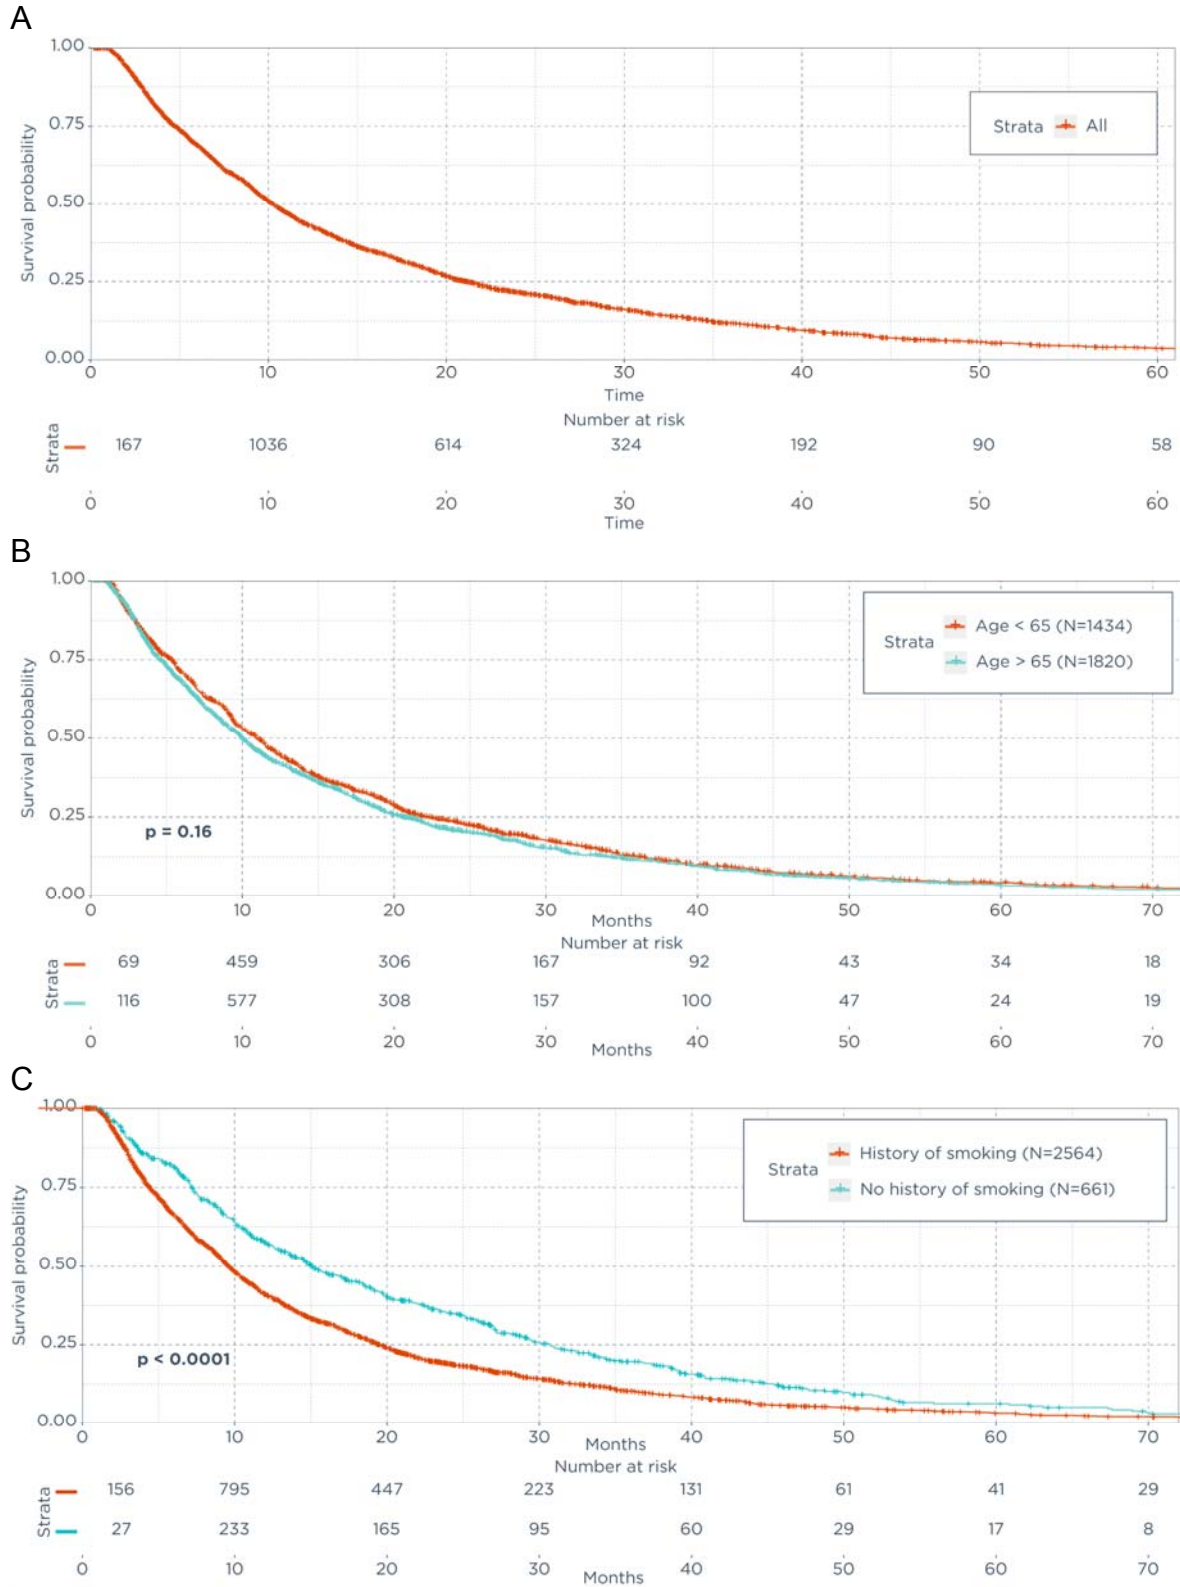 A
1.00
0.75
0.50
0.25
0.00
Survival probability
Strata All
0 10 20 30 40 50 60
Time
Number at risk
Strata
167 1036 614 324 192 90 58
0 10 20 30 40 50 60
Time
B
1.00
0.75
0.50
0.25
0.00
Survival probability
Strata
Age < 65 (N=1434)
Age > 65 (N=1820)
p = 0.16
0 10 20 30 40 50 60 70
Months
Number at risk
Strata
69 459 306 167 92 43 34 18
116 577 308 157 100 47 24 19
0 10 20 30 40 50 60 70
Months
C
1.00
0.75
0.50
0.25
0.00
Survival probability
Strata
History of smoking (N=2564)
No history of smoking (N=661)
p < 0.0001
0 10 20 30 40 50 60 70
Months
Number at risk
Strata
156 795 447 223 131 61 41 29
27 233 165 95 60 29 17 8
0 10 20 30 40 50 60 70
Months